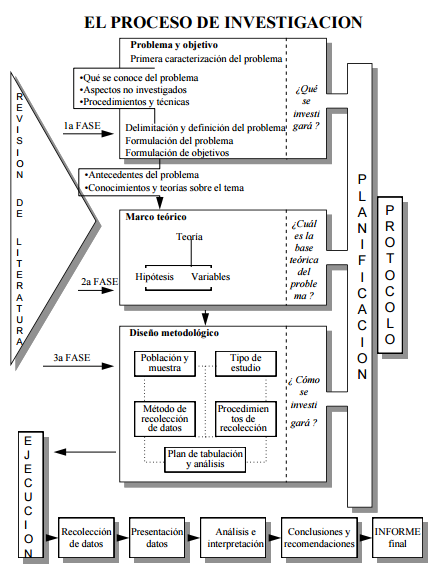 EL PROCESO DE INVESTIGACION
Problema y objetivo
Primera caracterización del problema
•Qué se conoce del problema
•Aspectos no investigados
•Procedimientos y técnicas
¿Qué
se
investi
gará ?
REVISION DE LITERATURA
1a FASE
Delimitación y definición del problema
Formulación del problema
Formulación de objetivos
•Antecedentes del problema
•Conocimientos y teorías sobre el tema
PLANIFICACION
PROTOCOLO
Marco teórico
Teoría
Hipótesis Variables
¿Cuál
es la base
teórica
del proble
ma ?
2a FASE
Diseño metodológico
3a FASE
Población y
muestra
Tipo de
estudio
Método de
recolección
de datos
Procedimien
tos de
recolección
Plan de tabulación
y análisis
¿ Cómo
se
investi
gará ?
EJECUCION
Recolección
de datos
Presentación
datos
Análisis e
interpretación
Conclusiones y
recomendaciones
INFORME
final